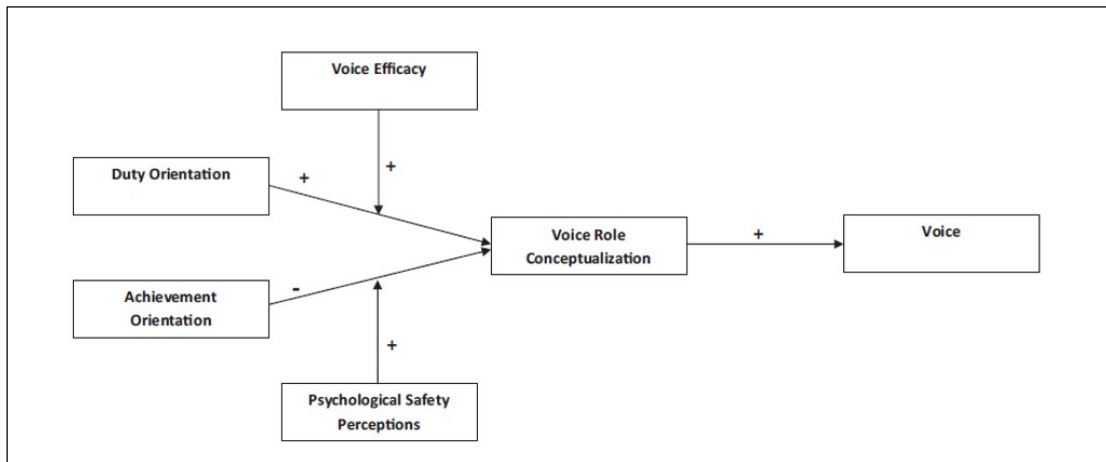 Voice Efficacy
+
Duty Orientation
+
Voice Role
Conceptualization
+
Voice
Achievement
Orientation
-
+
Psychological Safety
Perceptions